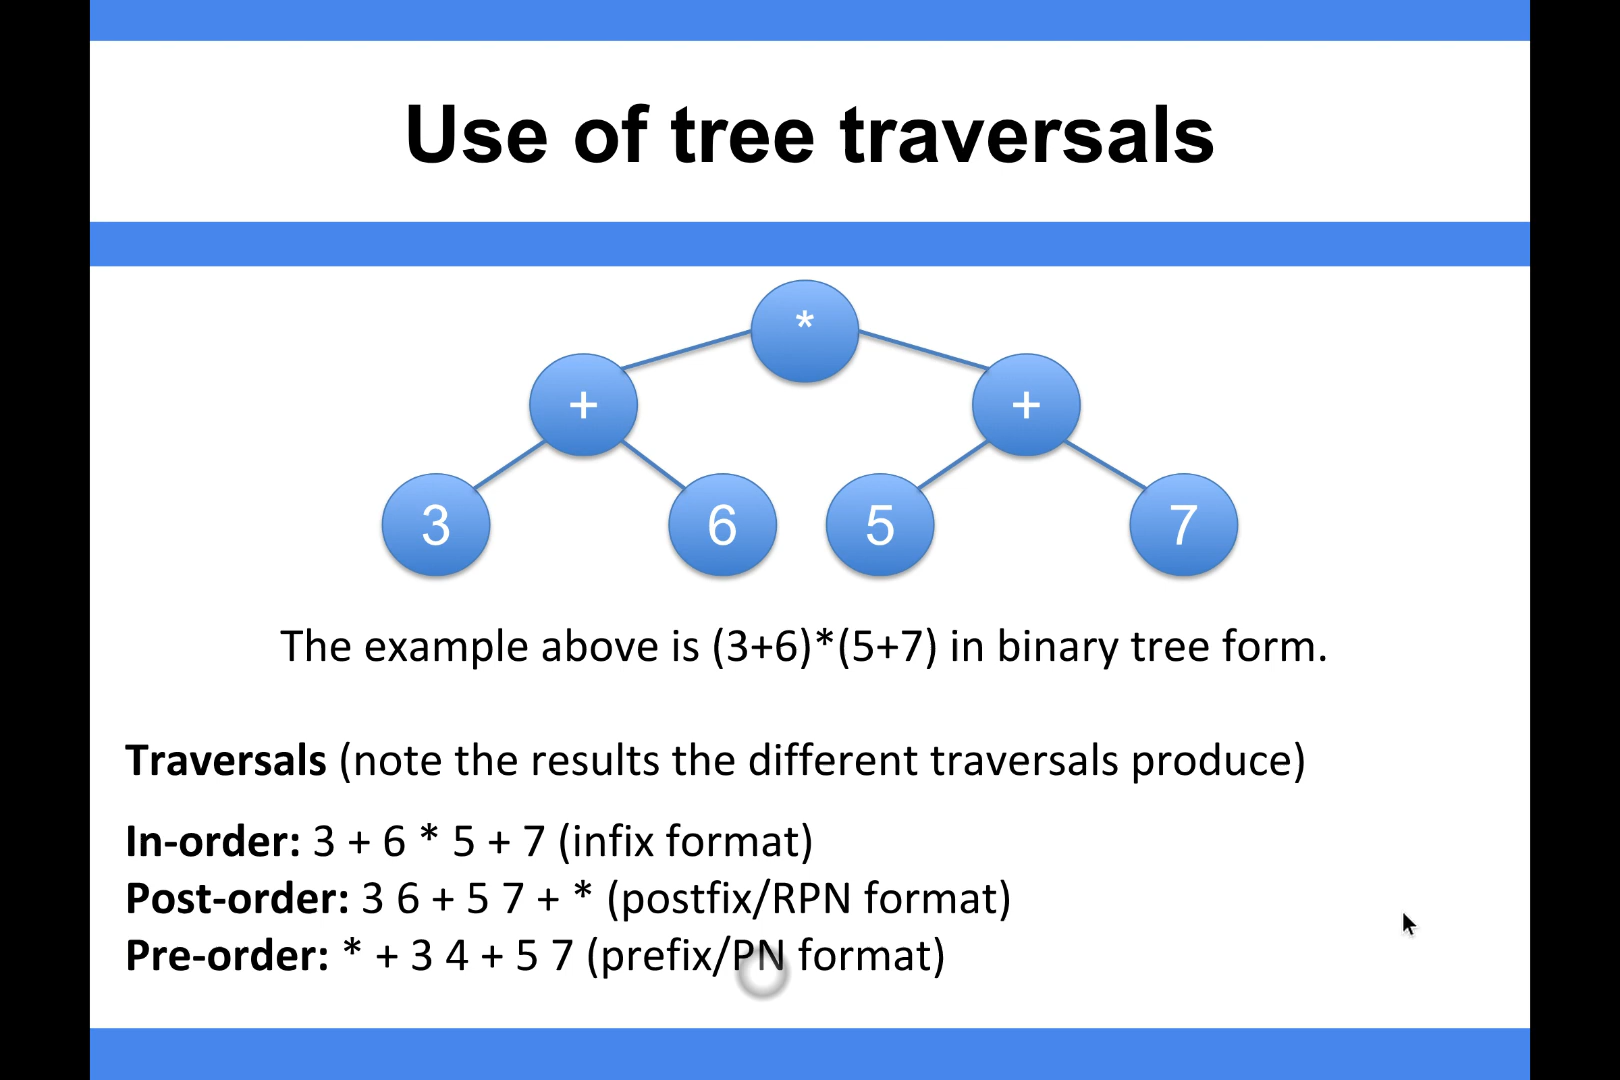 Use of tree traversals
*
+ +
3 6 5 7
The example above is (3+6)*(5+7) in binary tree form.
Traversals (note the results the different traversals produce)
In-order: 3 + 6 * 5 + 7 (infix format)
Post-order: 3 6 + 5 7 + * (postfix/RPN format)
Pre-order: * + 3 4 + 5 7 (prefix/PN format)